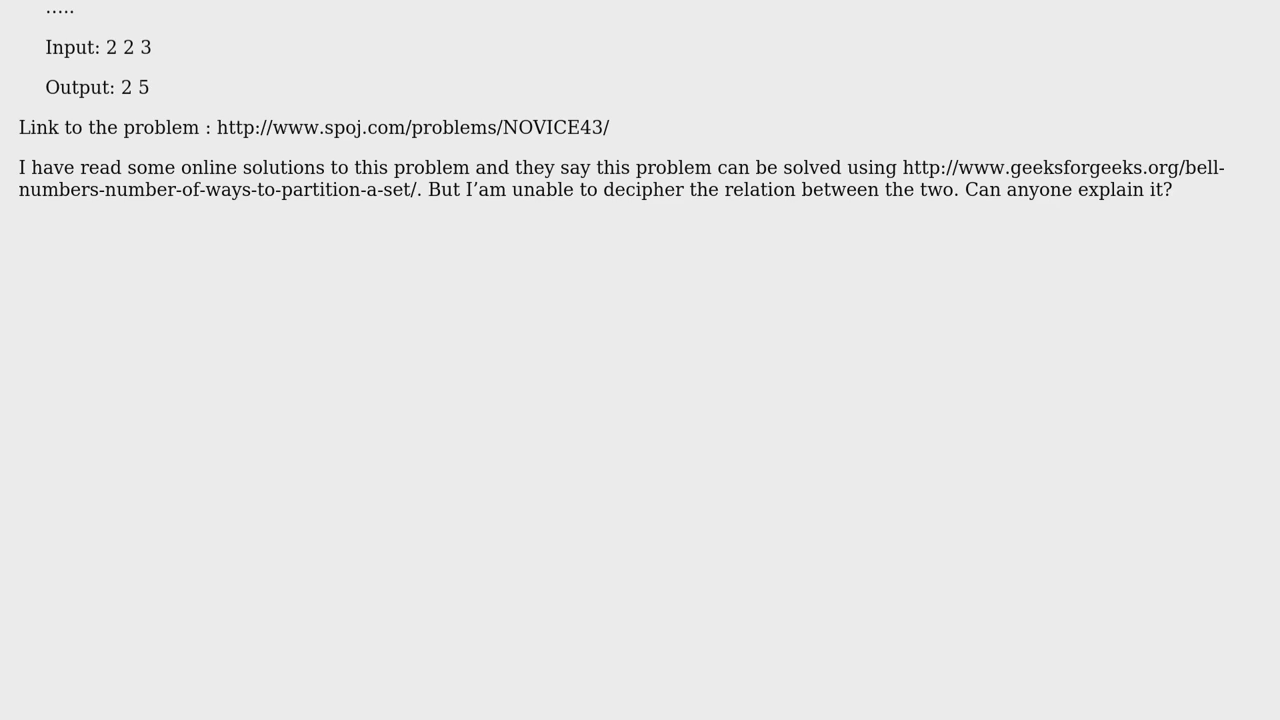 .....
Input: 2 2 3
Output: 2 5
Link to the problem : http://www.spoj.com/problems/NOVICE43/
I have read some online solutions to this problem and they say this problem can be solved using http://www.geeksforgeeks.org/bell-
numbers-number-of-ways-to-partition-a-set/. But I’am unable to decipher the relation between the two. Can anyone explain it?